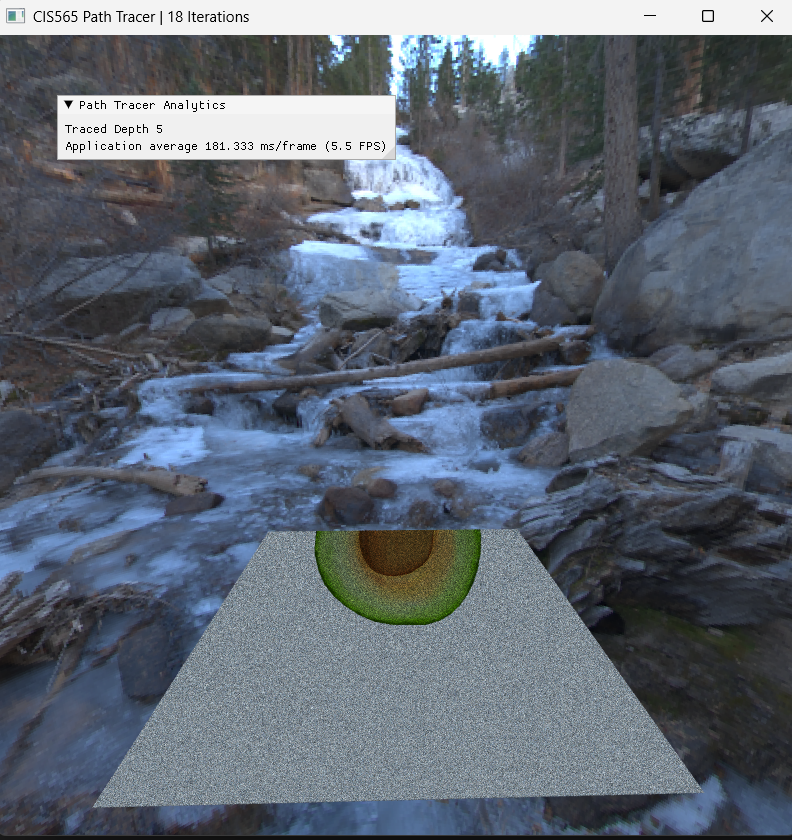 CIS565 Path Tracer | 18 Iterations
Path Tracer Analytics
Traced Depth 5
Application average 181.333 ms/frame (5.5 FPS)